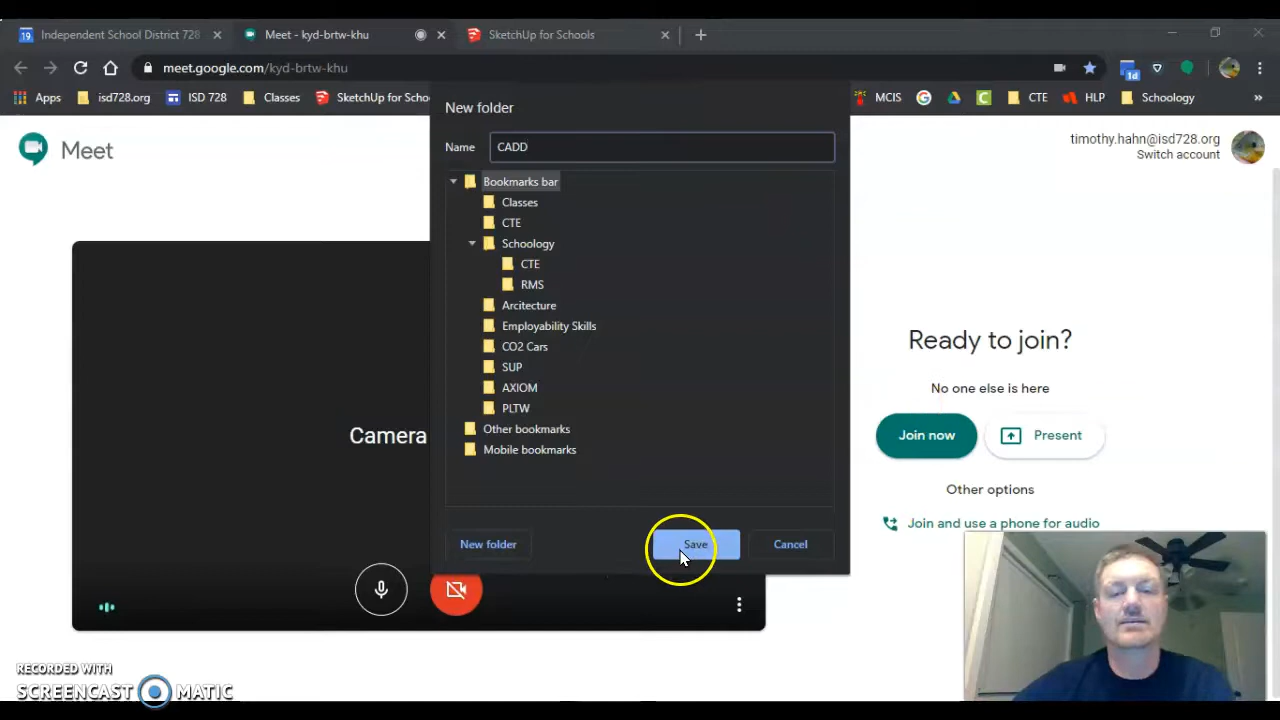 19 Independent School District 728
Meet - kyd-brtw-khu
SketchUp for Schools
meet.google.com/kyd-brtw-khu
1d
Apps
isd728.org
ISD 728
Classes
SketchUp for Scho
MCIS
CTE
HLP
Schoology
»
New folder
Name CADD
Meet
timothy.hahn@isd728.org
Switch account
Bookmarks bar
Classes
CTE
Schoology
CTE
RMS
Arcitecture
Employability Skills
CO2 Cars
SUP
AXIOM
PLTW
Other bookmarks
Mobile bookmarks
New folder
Save
Cancel
Camera
Ready to join?
No one else is here
Join now
Present
Other options
Join and use a phone for audio
RECORDED WITH
SCREENCAST MATIC